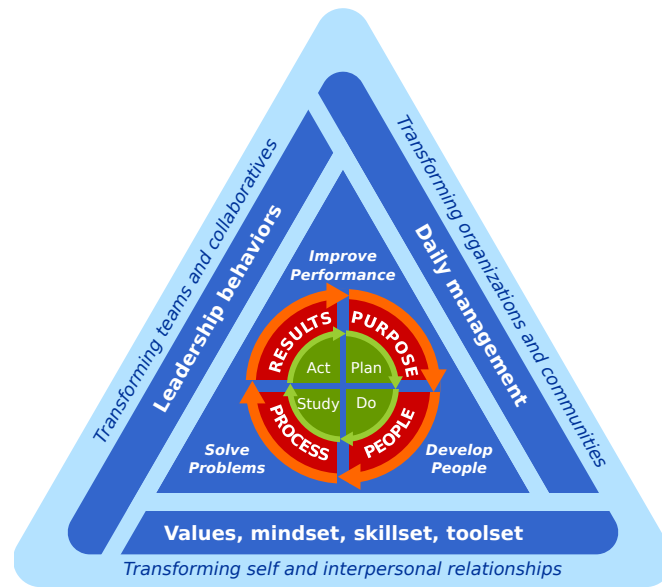 Transforming teams and collaboratives
Transforming organizations and communities
Leadership behaviors
Daily management
Improve
Performance
RESULTS
PURPOSE
Act
Plan
Study
Do
PROCESS
PEOPLE
Solve
Problems
Develop
People
Values, mindset, skillset, toolset
Transforming self and interpersonal relationships